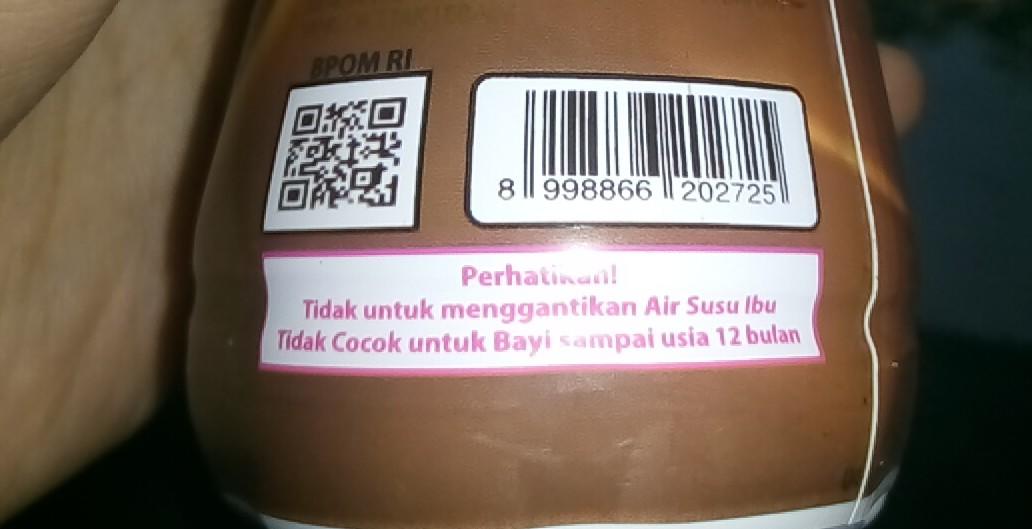 BPOM RI
8 998866 202725
Perhatikan!
Tidak untuk menggantikan Air Susu Ibu
Tidak Cocok untuk Bayi sampai usia 12 bulan